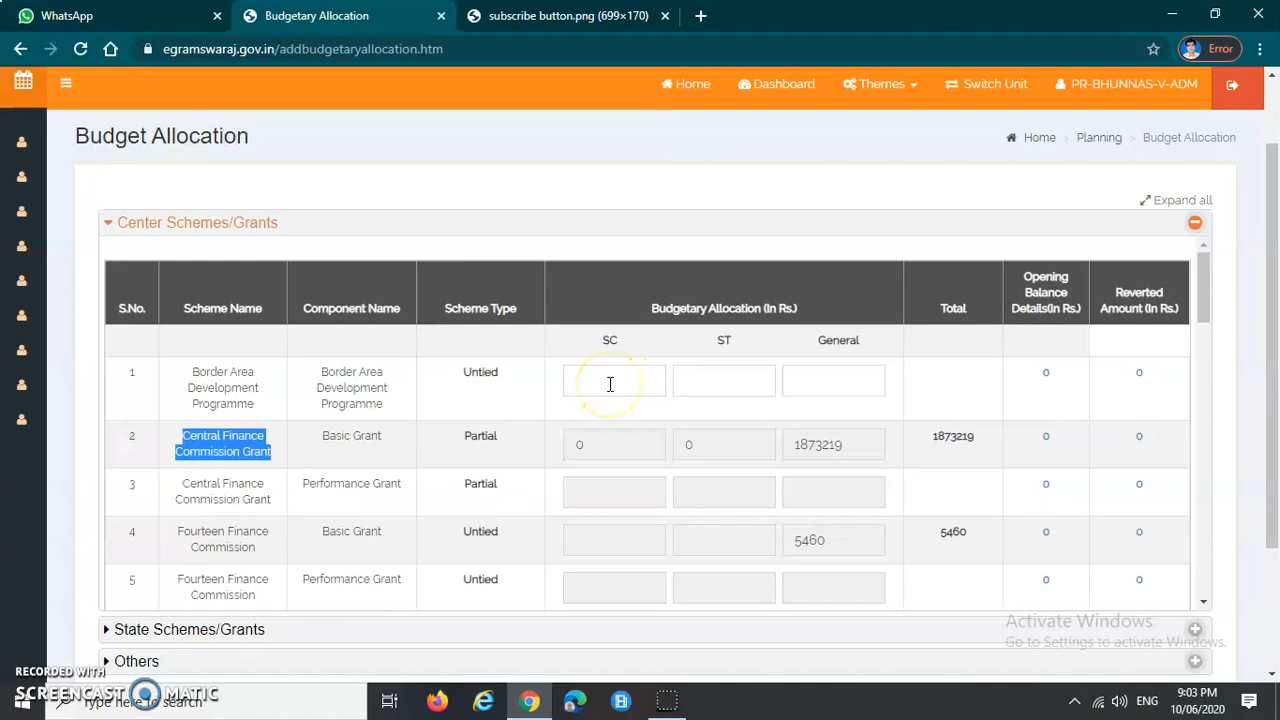 WhatsApp
Budgetary Allocation
subscribe button.png (699×170)
egramswaraj.gov.in/addbudgetaryallocation.htm
Error
Home
Dashboard
Themes
Switch Unit
PR-BHUNNAS-V-ADM
Budget Allocation
Home > Planning > Budget Allocation
Expand all
Center Schemes/Grants
S.No.
Scheme Name
Component Name
Scheme Type
Budgetary Allocation (In Rs.)
Total
Opening
Balance
Details(in Rs.)
Reverted
Amount (In Rs.)
SC
ST
General
1
Border Area
Development
Programme
Border Area
Development
Programme
Untied
0
0
2
Central Finance
Commission Grant
Basic Grant
Partial
0
0
1873219
1873219
0
0
3
Central Finance
Commission Grant
Performance Grant
Partial
0
0
4
Fourteen Finance
Commission
Basic Grant
Untied
5460
5460
0
0
5
Fourteen Finance
Commission
Performance Grant
Untied
0
0
State Schemes/Grants
Others
Activate Windows
Go to Settings to activate Windows.
RECORDED WITH
SCREENCAST MATIC
Type here to search
ENG
9:03 PM
10/06/2020